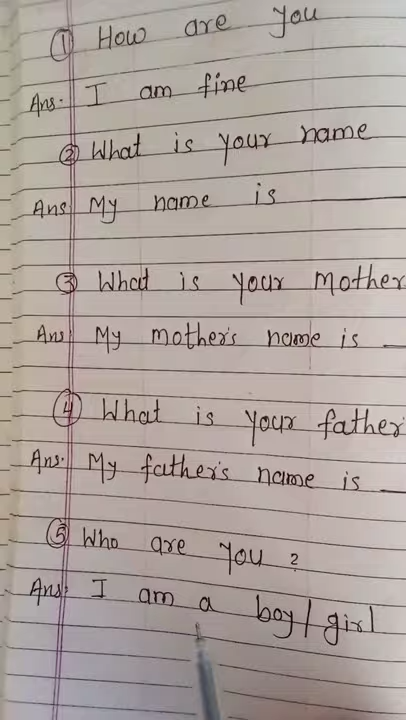 ① How are you
Ans. I am fine
② What is your name
Ans My name is
③ What is your Mother
Ans My mother's name is
④ What is your father
Ans. My father's name is
⑤ Who are you ?
Ans: I am a boy/girl